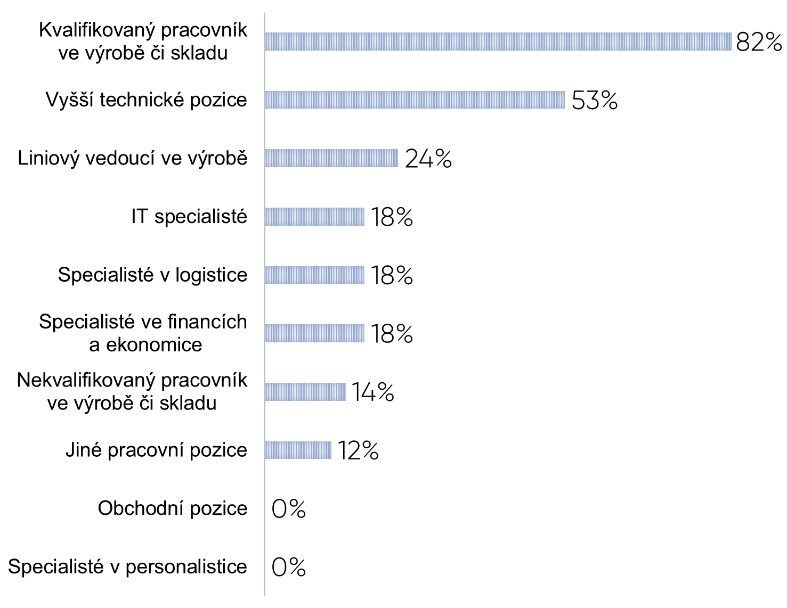 Kvalifikovaný pracovník
ve výrobě či skladu
82%
Vyšší technické pozice
53%
Liniový vedoucí ve výrobě
24%
IT specialisté
18%
Specialisté v logistice
18%
Specialisté ve financích
a ekonomice
18%
Nekvalifikovaný pracovník
ve výrobě či skladu
14%
Jiné pracovní pozice
12%
Obchodní pozice
0%
Specialisté v personalistice
0%